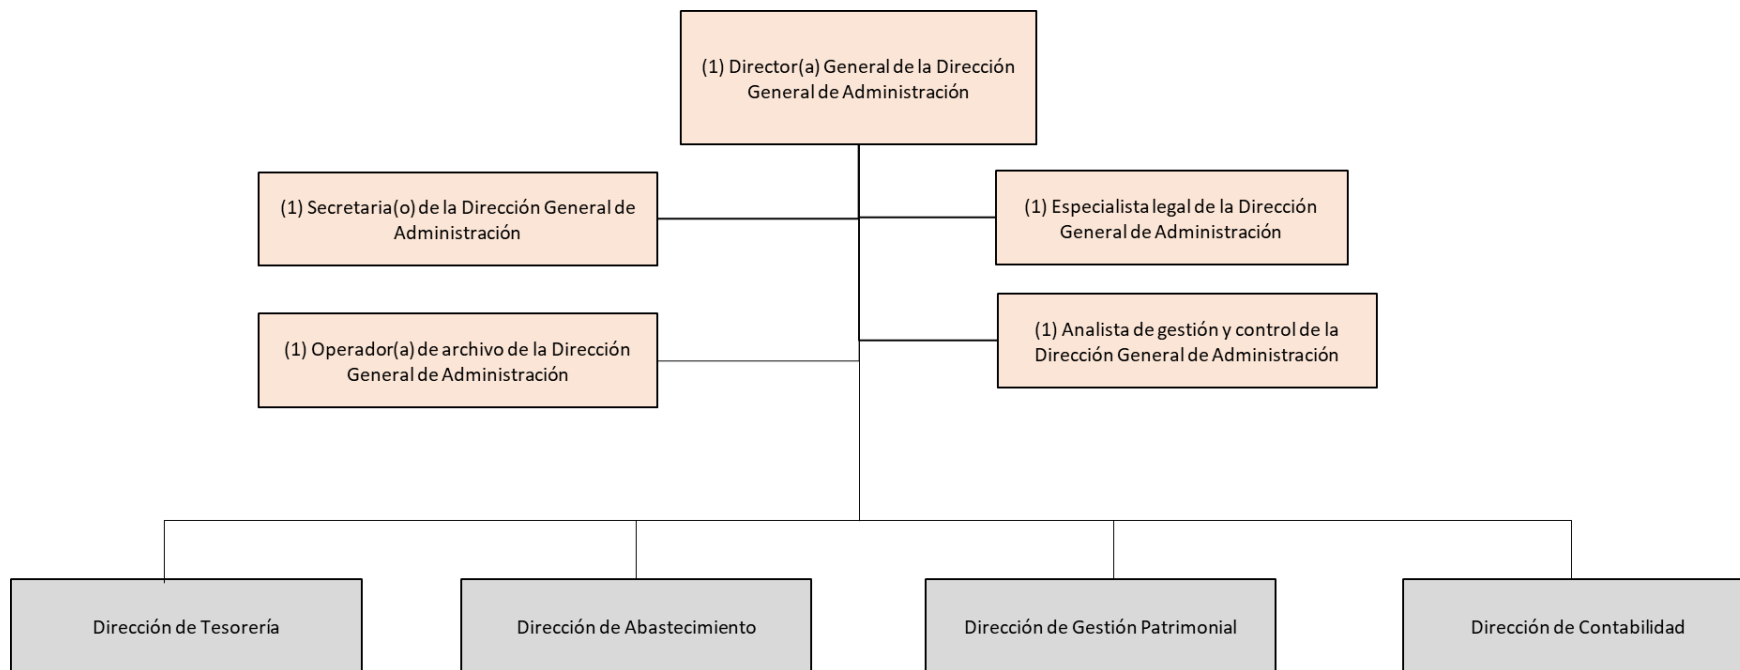 (1) Director(a) General de la Dirección
General de Administración
(1) Secretaria(o) de la Dirección General de
Administración
(1) Especialista legal de la Dirección
General de Administración
(1) Operador(a) de archivo de la Dirección
General de Administración
(1) Analista de gestión y control de la
Dirección General de Administración
Dirección de Tesorería
Dirección de Abastecimiento
Dirección de Gestión Patrimonial
Dirección de Contabilidad